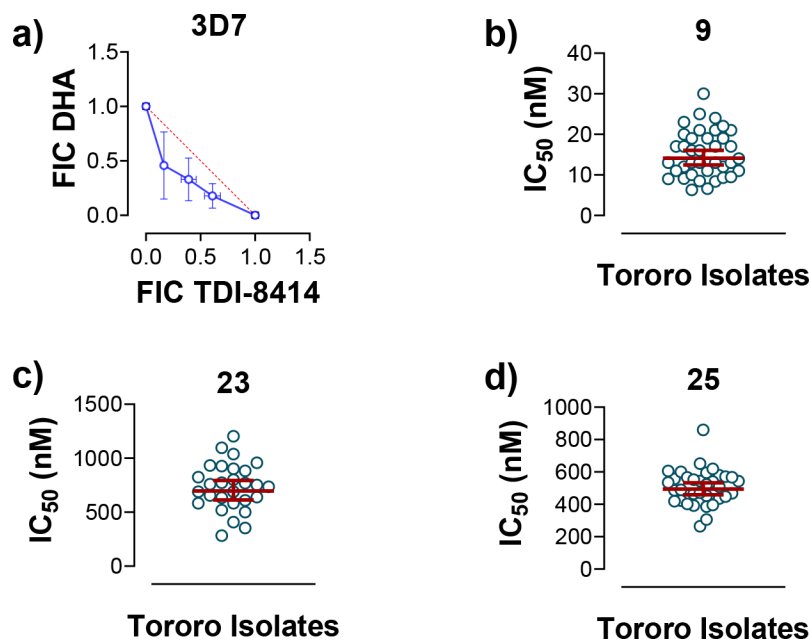 a)
3D7
FIC DHA
1.5
1.0
0.5
0.0
0.0 0.5 1.0 1.5
FIC TDI-8414
b)
9
IC50 (nM)
40
30
20
10
0
Tororo Isolates
c)
23
IC50 (nM)
1500
1000
500
0
Tororo Isolates
d)
25
IC50 (nM)
1000
800
600
400
200
0
Tororo Isolates